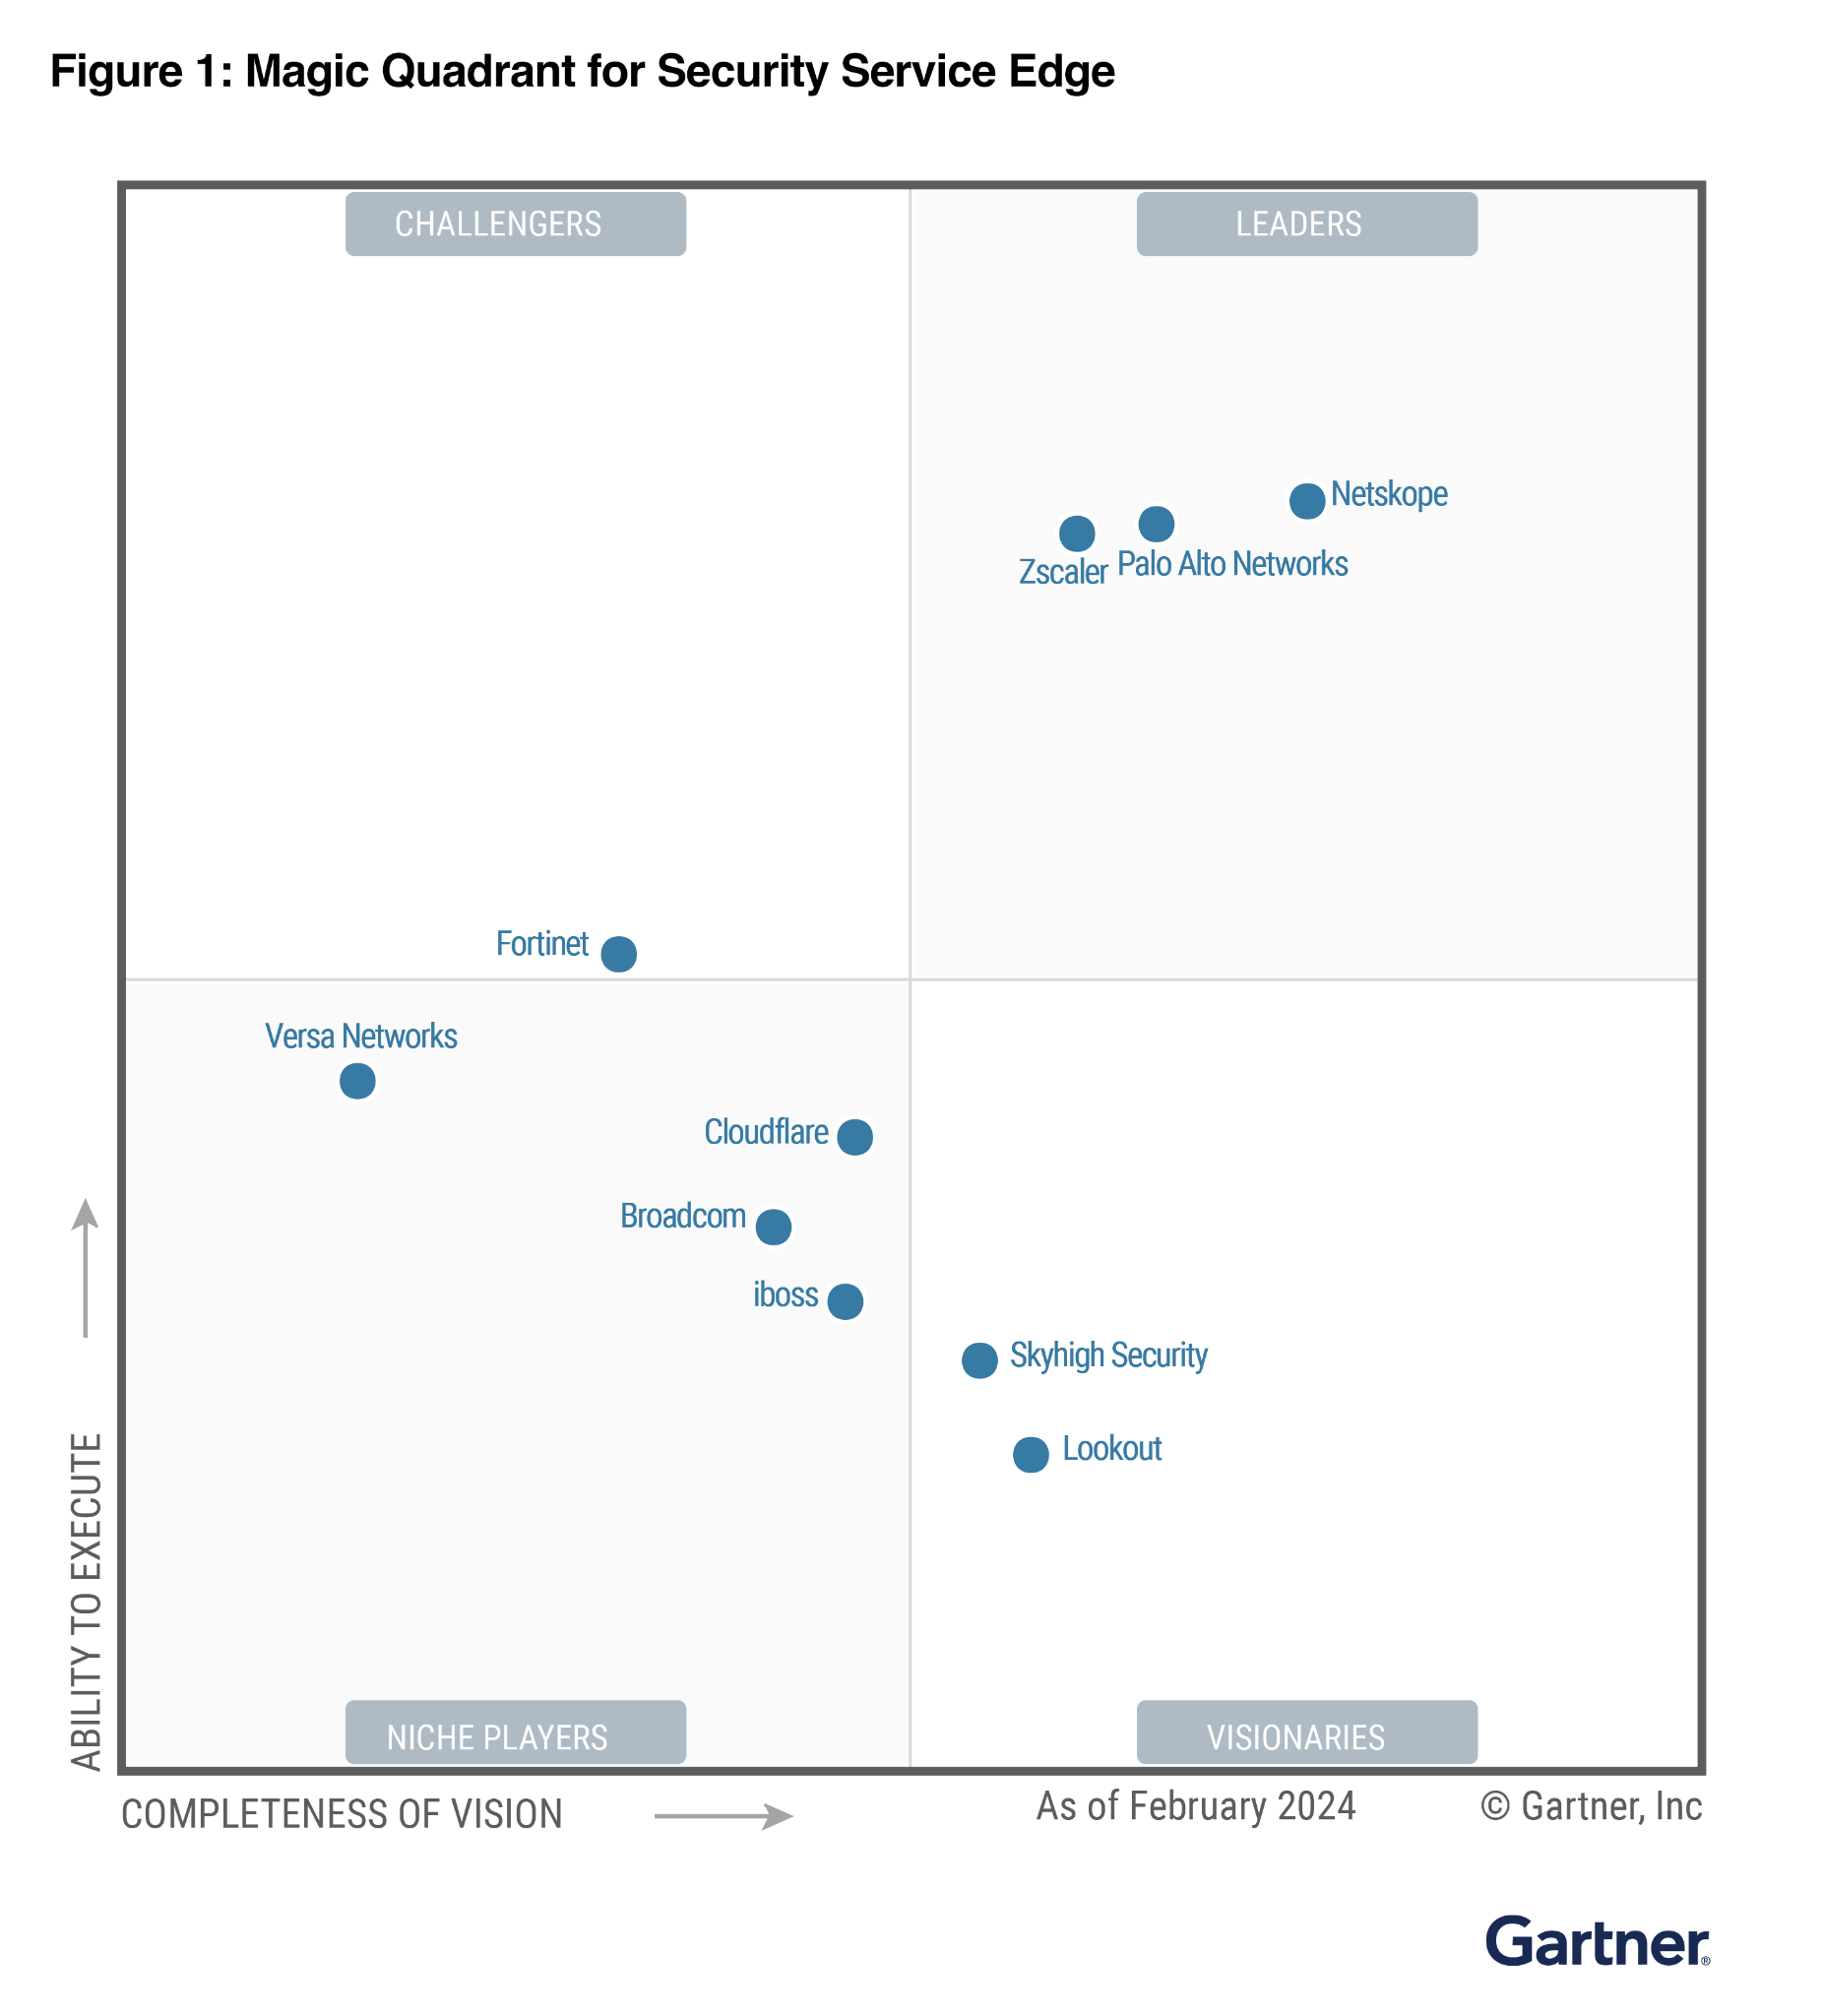 Figure 1: Magic Quadrant for Security Service Edge
CHALLENGERS
LEADERS
Netskope
Zscaler
Palo Alto Networks
Fortinet
Versa Networks
Cloudflare
Broadcom
iboss
Skyhigh Security
Lookout
ABILITY TO EXECUTE
NICHE PLAYERS
VISIONARIES
COMPLETENESS OF VISION
As of February 2024
© Gartner, Inc
Gartner®